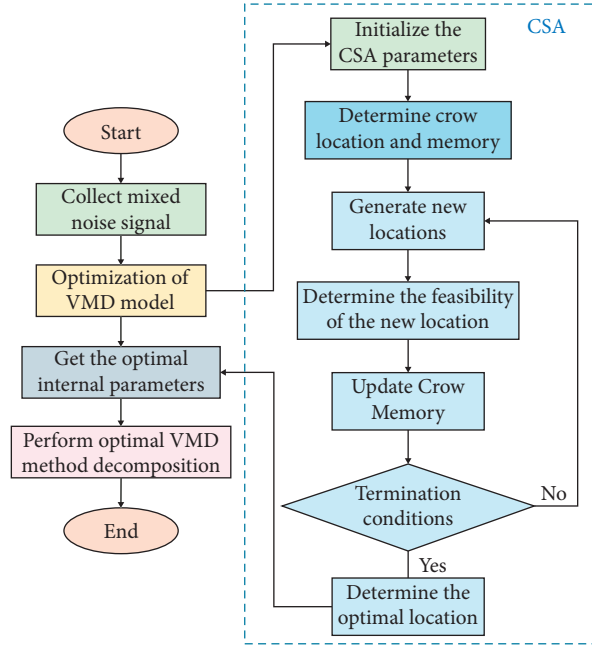 Start
Collect mixed
noise signal
Optimization of
VMD model
Get the optimal
internal parameters
Perform optimal VMD
method decomposition
End
CSA
Initialize the
CSA parameters
Determine crow
location and memory
Generate new
locations
Determine the feasibility
of the new location
Update Crow
Memory
Termination
conditions
No
Yes
Determine the
optimal location